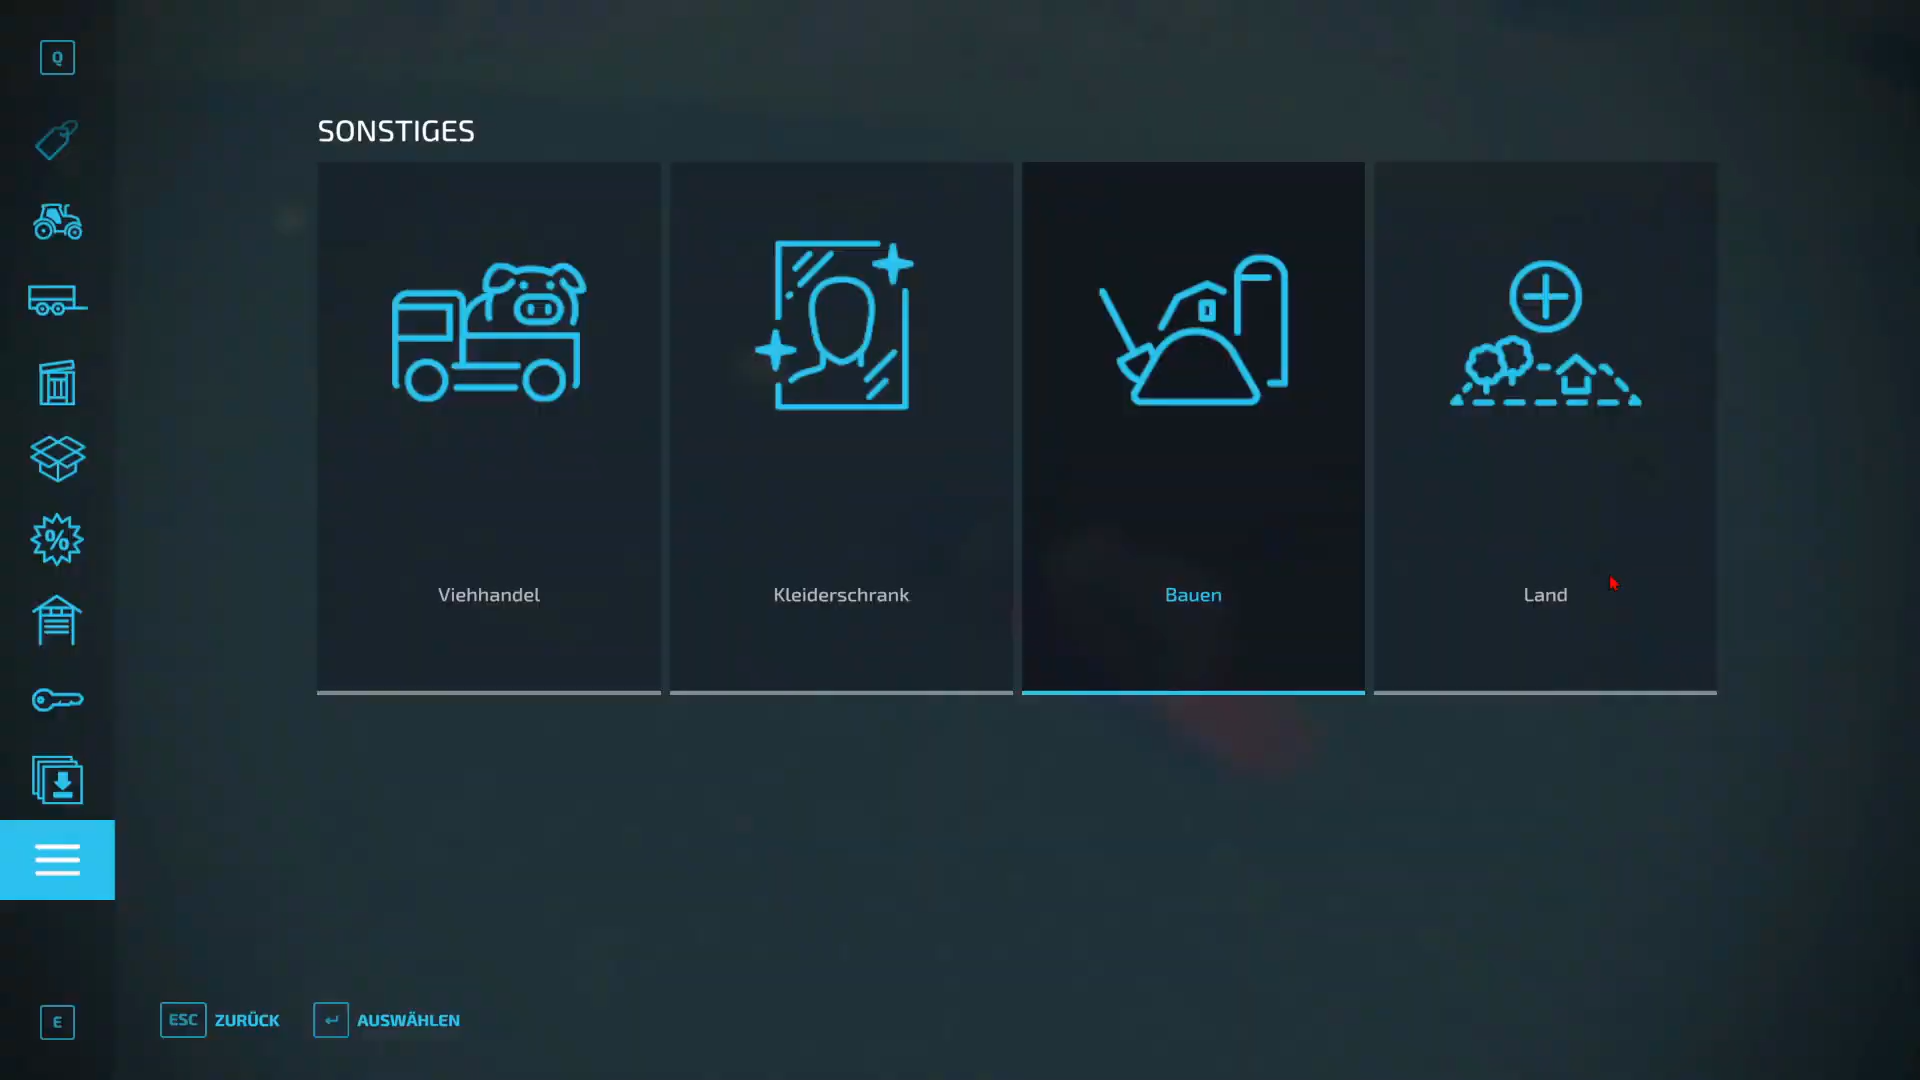 Q
SONSTIGES
%
Viehhandel
Kleiderschrank
Bauen
Land
E
ESC ZURÜCK
AUSWÄHLEN